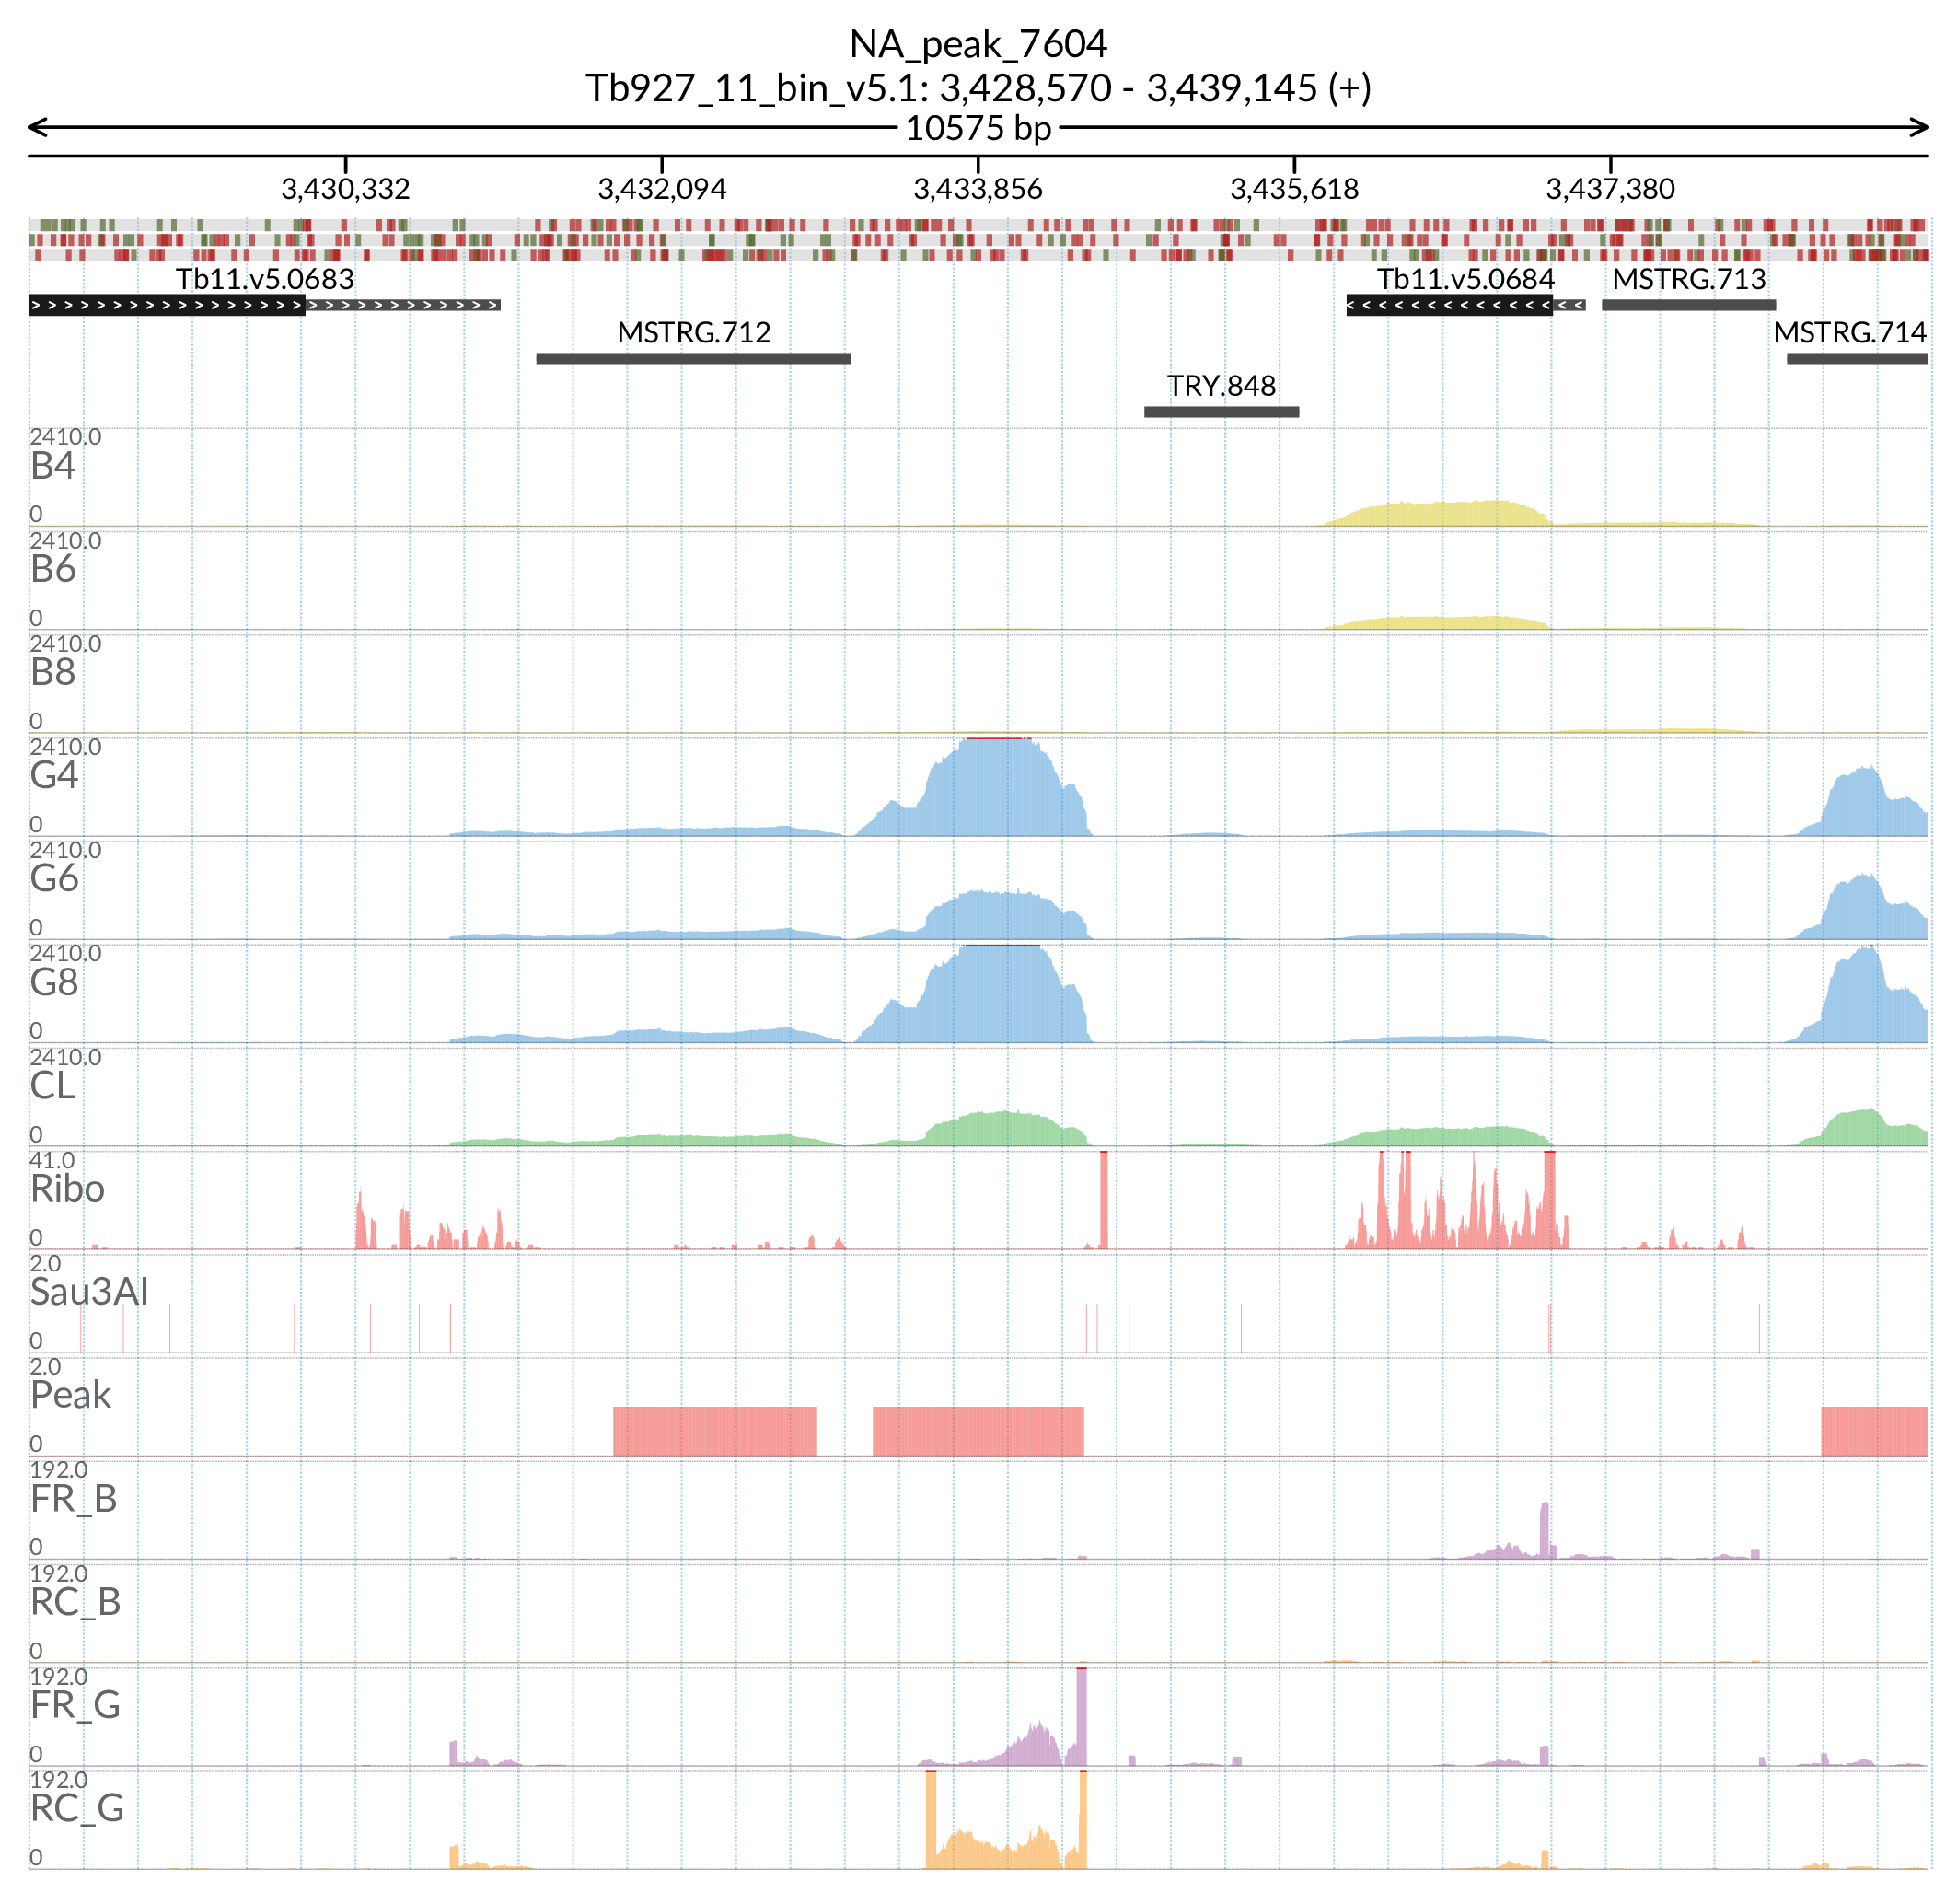 NA_peak_7604
Tb927_11_bin_v5.1: 3,428,570 - 3,439,145 (+)
10575 bp
3,430,332 3,432,094 3,433,856 3,435,618 3,437,380
Tb11.v5.0683 Tb11.v5.0684 MSTRG.713
MSTRG.712 MSTRG.714
TRY.848
2410.0
B4
0
2410.0
B6
0
2410.0
B8
0
2410.0
G4
0
2410.0
G6
0
2410.0
G8
0
2410.0
CL
0
41.0
Ribo
0
2.0
Sau3AI
0
2.0
Peak
0
192.0
FR_B
0
192.0
RC_B
0
192.0
FR_G
0
192.0
RC_G
0